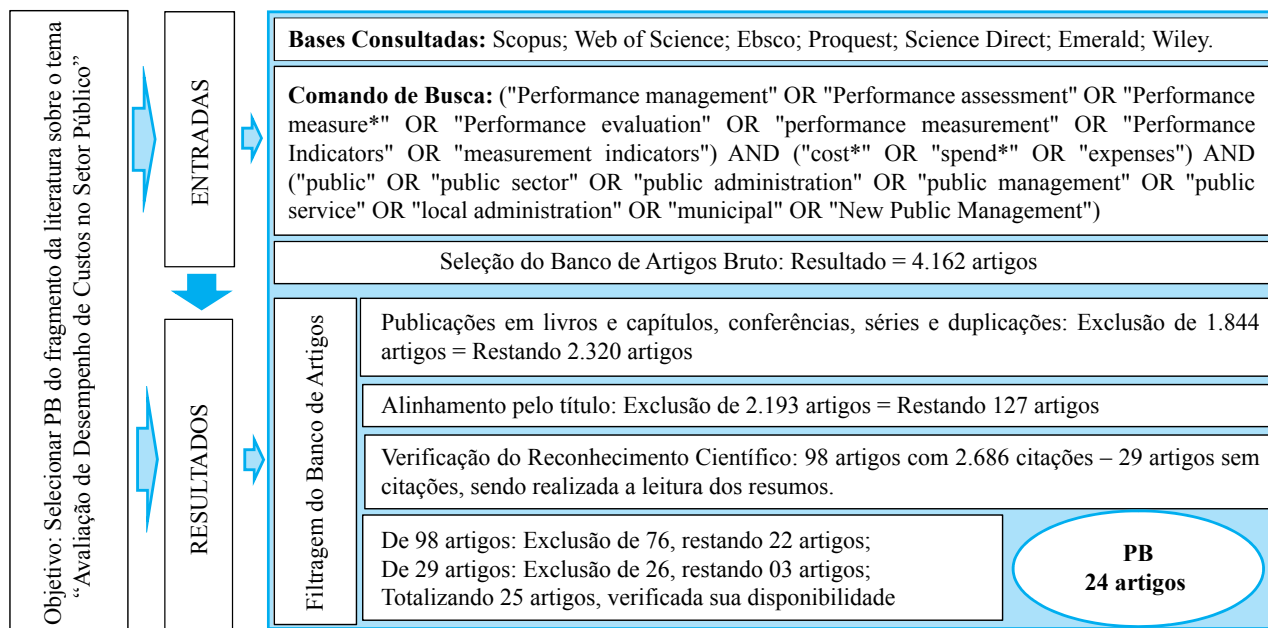 Objetivo: Selecionar PB do fragmento da literatura sobre o tema
“Avaliação de Desempenho de Custos no Setor Público”
ENTRADAS
Bases Consultadas: Scopus; Web of Science; Ebsco; Proquest; Science Direct; Emerald; Wiley.
Comando de Busca: ("Performance management" OR "Performance assessment" OR "Performance
measure*" OR "Performance evaluation" OR "performance measurement" OR "Performance
Indicators" OR "measurement indicators") AND ("cost*" OR "spend*" OR "expenses") AND
("public" OR "public sector" OR "public administration" OR "public management" OR "public
service" OR "local administration" OR "municipal" OR "New Public Management")
Seleção do Banco de Artigos Bruto: Resultado = 4.162 artigos
RESULTADOS
Filtragem do Banco de Artigos
Publicações em livros e capítulos, conferências, séries e duplicações: Exclusão de 1.844
artigos = Restando 2.320 artigos
Alinhamento pelo título: Exclusão de 2.193 artigos = Restando 127 artigos
Verificação do Reconhecimento Científico: 98 artigos com 2.686 citações – 29 artigos sem
citações, sendo realizada a leitura dos resumos.
De 98 artigos: Exclusão de 76, restando 22 artigos;
De 29 artigos: Exclusão de 26, restando 03 artigos;
Totalizando 25 artigos, verificada sua disponibilidade
PB
24 artigos